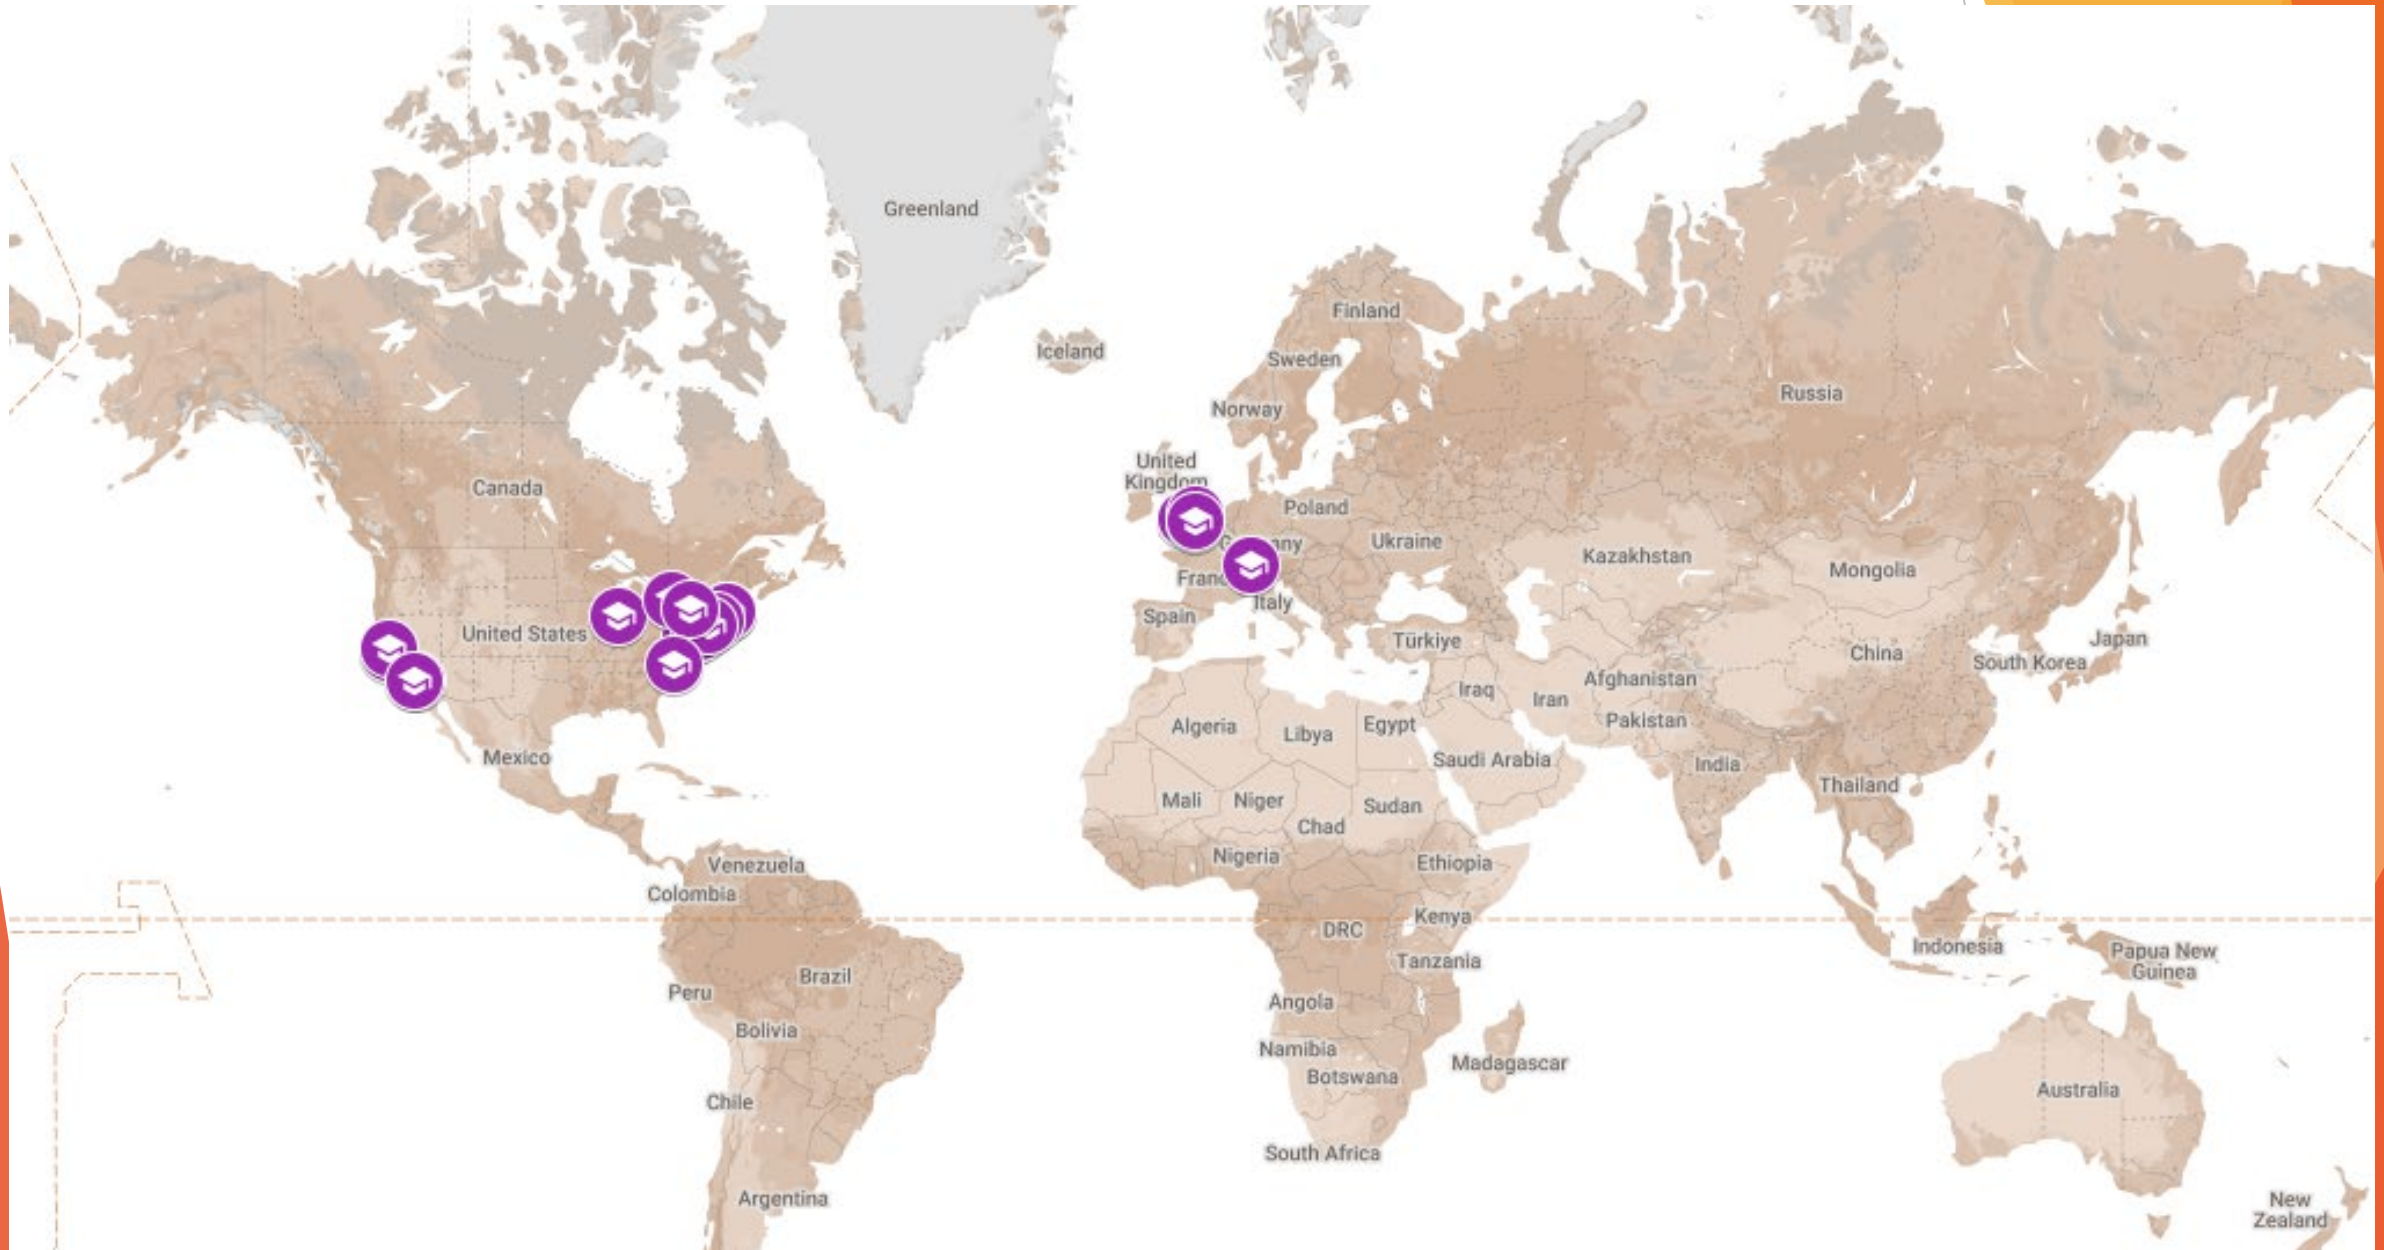 Greenland
Finland
Iceland
Sweden
Russia
Norway
United
Kingdom
Canada
Poland
Germany
Ukraine
Kazakhstan
Mongolia
France
Italy
Spain
United States
Türkiye
Japan
China
South Korea
Afghanistan
Iraq
Iran
Pakistan
Algeria
Libya
Egypt
Saudi Arabia
India
Mexico
Thailand
Mali
Niger
Sudan
Chad
Nigeria
Ethiopia
Venezuela
Colombia
Kenya
DRC
Indonesia
Papua New
Guinea
Tanzania
Brazil
Peru
Angola
Bolivia
Namibia
Madagascar
Botswana
Australia
Chile
South Africa
Argentina
New
Zealand